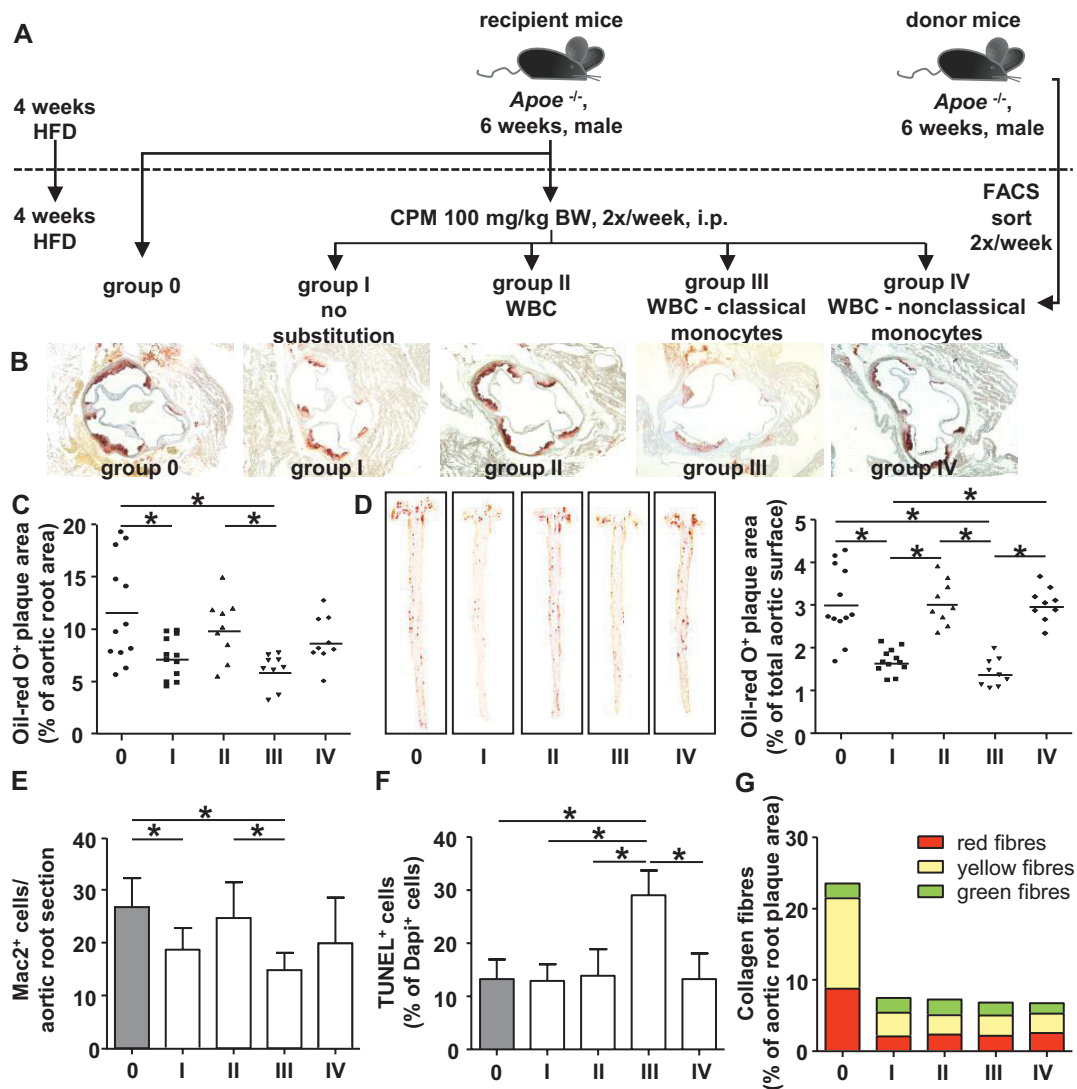 A
recipient mice
donor mice
Apoe -/-,
6 weeks, male
Apoe -/-,
6 weeks, male
4 weeks
HFD
4 weeks
HFD
FACS
sort
2x/week
CPM 100 mg/kg BW, 2x/week, i.p.
group 0
group I
no
substitution
group II
WBC
group III
WBC - classical
monocytes
group IV
WBC - nonclassical
monocytes
B
group 0
group I
group II
group III
group IV
C
Oil-red O+ plaque area
(% of aortic root area)
20
15
10
5
0
*
*
*
0 I II III IV
D
0 I II III IV
Oil-red O+ plaque area
(% of total aortic surface)
5
4
3
2
1
0
*
*
*
*
*
*
0 I II III IV
E
Mac2+ cells/
aortic root section
40
30
20
10
0
*
*
*
0 I II III IV
F
TUNEL+ cells
(% of Dapi+ cells)
40
30
20
10
0
*
*
*
*
0 I II III IV
G
Collagen fibres
(% of aortic root plaque area)
30
20
10
0
red fibres
yellow fibres
green fibres
0 I II III IV